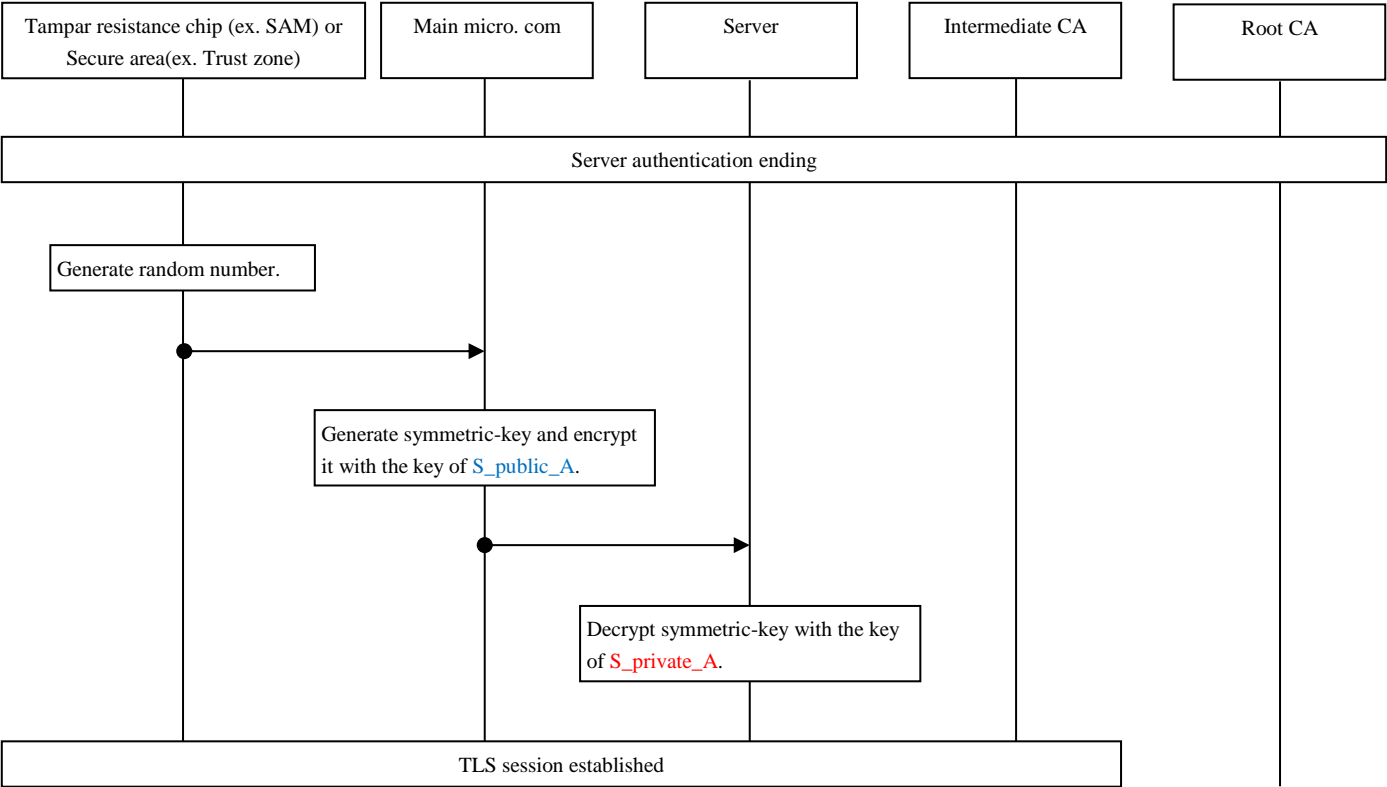 Tampar resistance chip (ex. SAM) or
Secure area(ex. Trust zone)
Main micro. com
Server
Intermediate CA
Root CA
Server authentication ending
Generate random number.
Generate symmetric-key and encrypt
it with the key of S_public_A.
Decrypt symmetric-key with the key
of S_private_A.
TLS session established